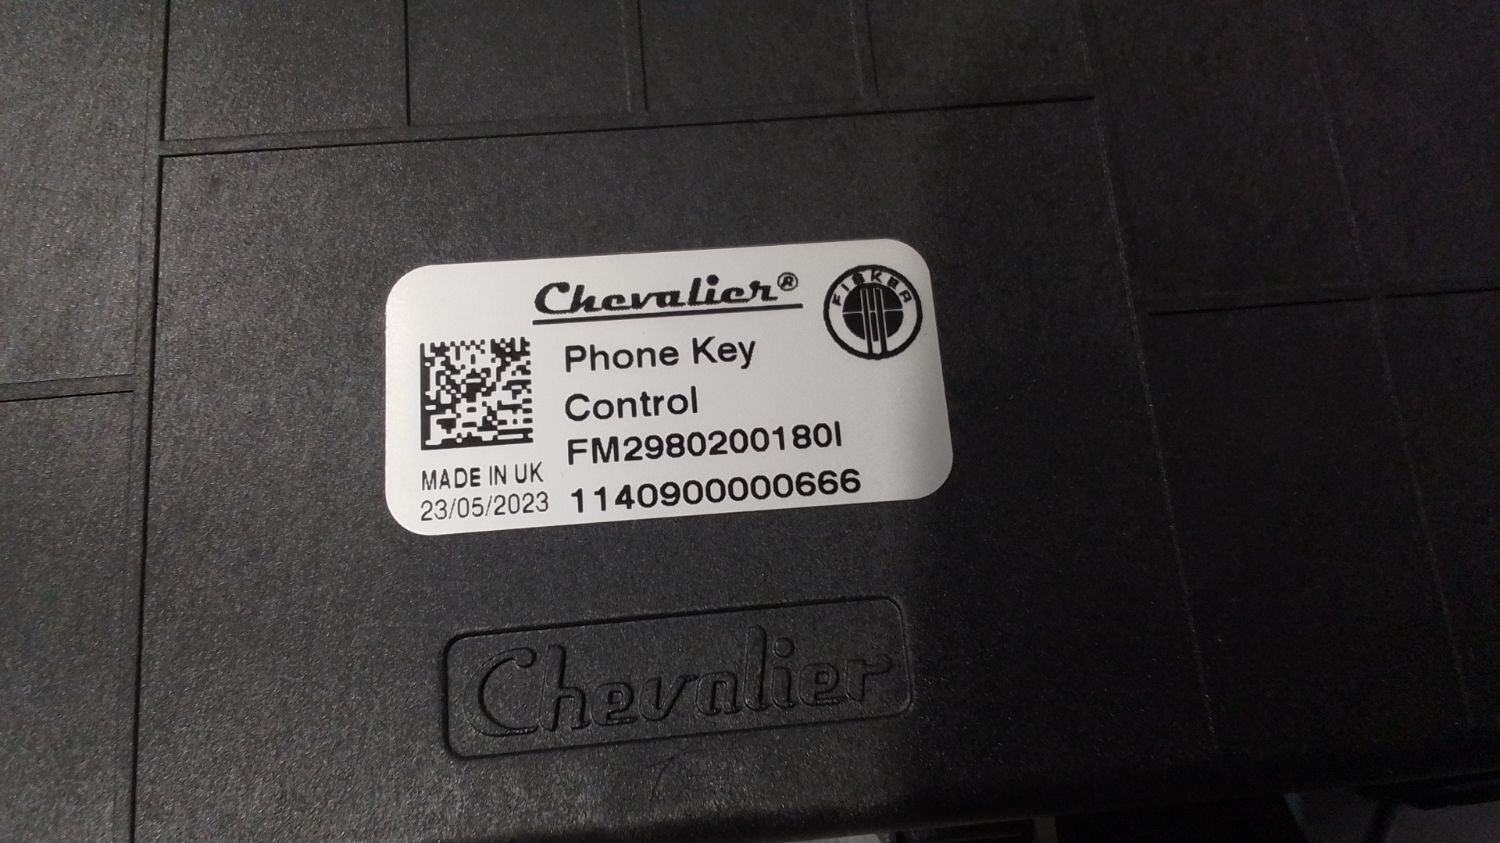 Chevalier®
FISKER
Phone Key
Control
FM2980200180I
MADE IN UK
23/05/2023
1140900000666
Chevalier